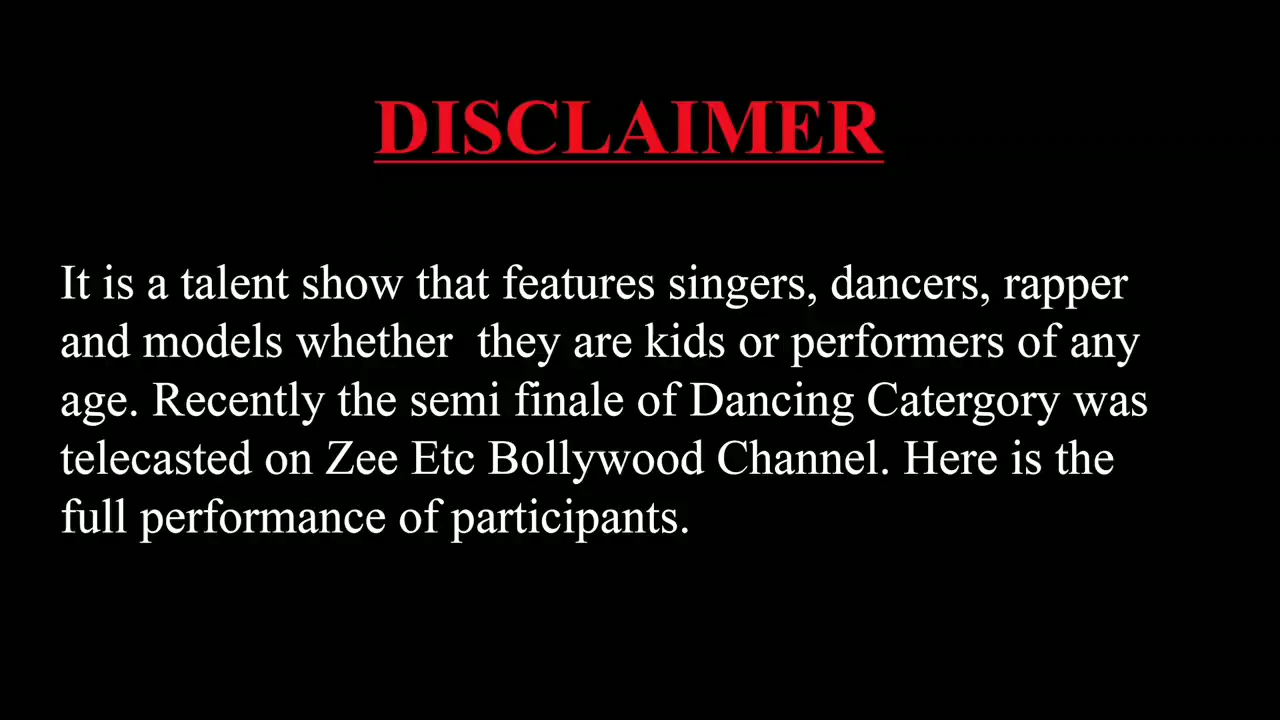 DISCLAIMER
It is a talent show that features singers, dancers, rapper
and models whether  they are kids or performers of any
age. Recently the semi finale of Dancing Catergory was
telecasted on Zee Etc Bollywood Channel. Here is the
full performance of participants.